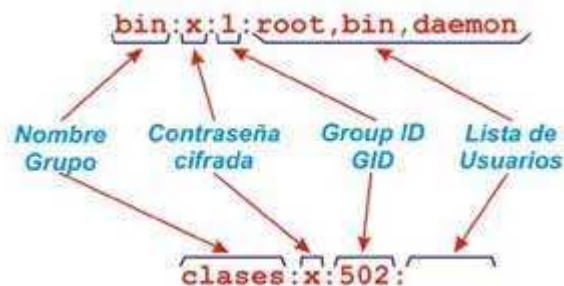 bin:x:1:root,bin,daemon
Nombre Grupo
Contraseña cifrada
Group ID GID
Lista de Usuarios
clases:x:502: